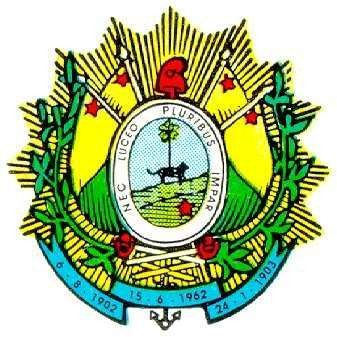 NEC LUCEO PLURIBUS IMPAR
6 - 8 - 1902
15 - 6 - 1962
24 - 1 - 1903